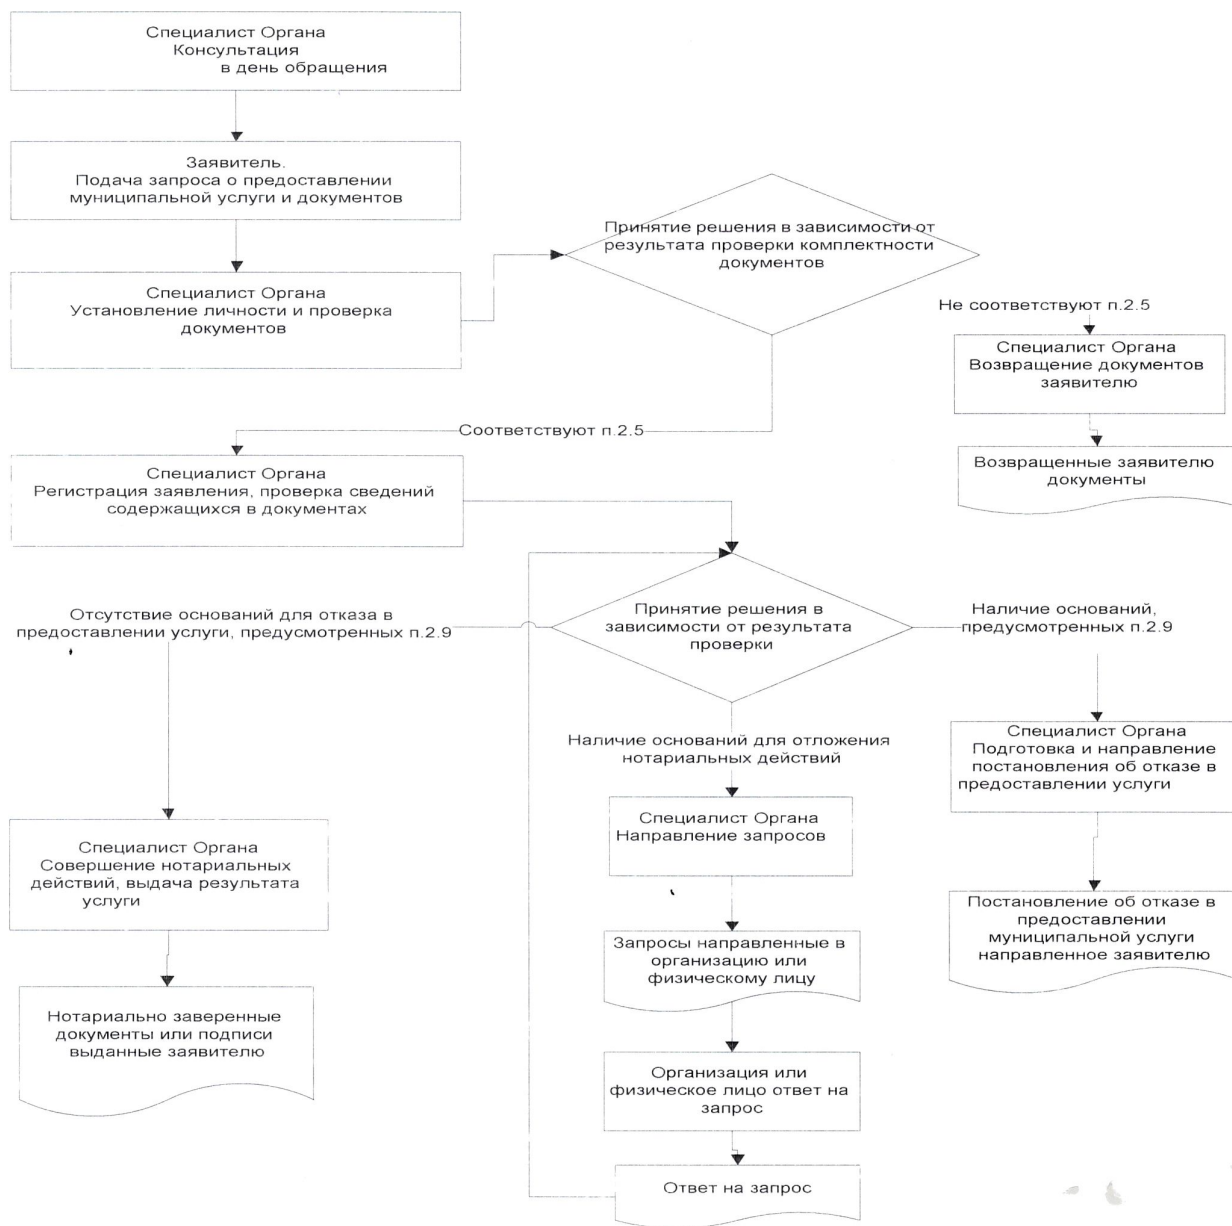 Специалист Органа
Консультация
в день обращения
Заявитель.
Подача запроса о предоставлении
муниципальной услуги и документов
Принятие решения в зависимости от
результата проверки комплектности
документов
Специалист Органа
Установление личности и проверка
документов
Не соответствуют п.2.5
Специалист Органа
Возвращение документов
заявителю
Соответствуют п.2.5
Возвращенные заявителю
документы
Специалист Органа
Регистрация заявления, проверка сведений
содержащихся в документах
Отсутствие оснований для отказа в
предоставлении услуги, предусмотренных п.2.9
Принятие решения в
зависимости от результата
проверки
Наличие оснований,
предусмотренных п.2.9
Наличие оснований для отложения
нотариальных действий
Специалист Органа
Подготовка и направление
постановления об отказе в
предоставлении услуги
Специалист Органа
Направление запросов
Специалист Органа
Совершение нотариальных
действий, выдача результата
услуги
Постановление об отказе в
предоставлении
муниципальной услуги
направленное заявителю
Запросы направленные в
организацию или
физическому лицу
Нотариально заверенные
документы или подписи
выданные заявителю
Организация или
физическое лицо ответ на
запрос
Ответ на запрос